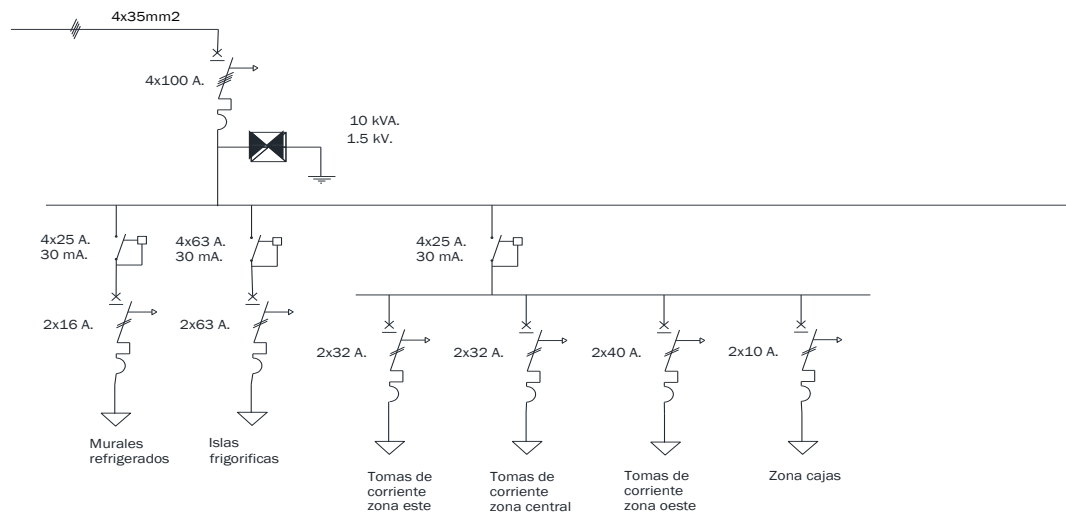 4x35mm2
4x100 A.
10 kVA.
1.5 kV.
4x25 A.
30 mA.
4x63 A.
30 mA.
4x25 A.
30 mA.
2x16 A.
2x63 A.
2x32 A.
2x32 A.
2x40 A.
2x10 A.
Murales
refrigerados
Islas
frigorificas
Tomas de
corriente
zona este
Tomas de
corriente
zona central
Tomas de
corriente
zona oeste
Zona cajas